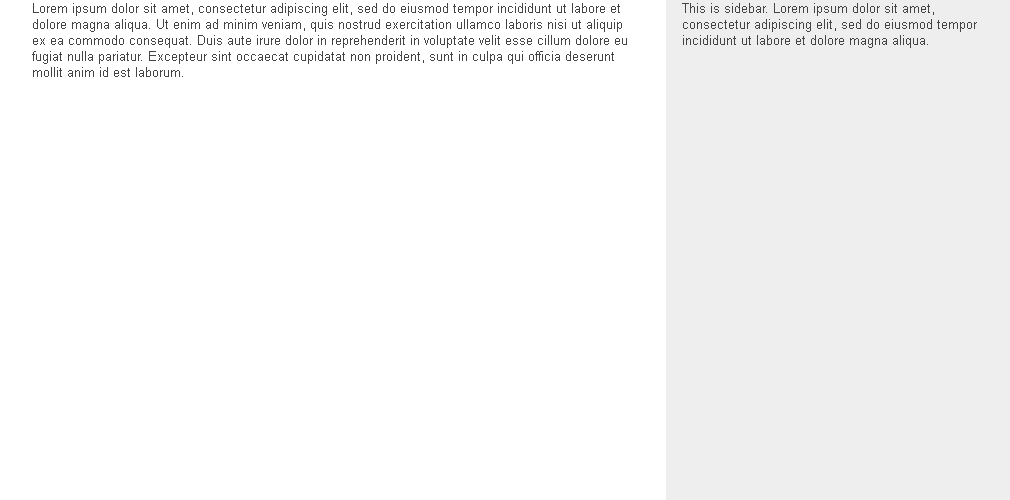 Lorem ipsum dolor sit amet, consectetur adipiscing elit, sed do eiusmod tempor incididunt ut labore et
dolore magna aliqua. Ut enim ad minim veniam, quis nostrud exercitation ullamco laboris nisi ut aliquip
ex ea commodo consequat. Duis aute irure dolor in reprehenderit in voluptate velit esse cillum dolore eu
fugiat nulla pariatur. Excepteur sint occaecat cupidatat non proident, sunt in culpa qui officia deserunt
mollit anim id est laborum.
This is sidebar. Lorem ipsum dolor sit amet,
consectetur adipiscing elit, sed do eiusmod tempor
incididunt ut labore et dolore magna aliqua.